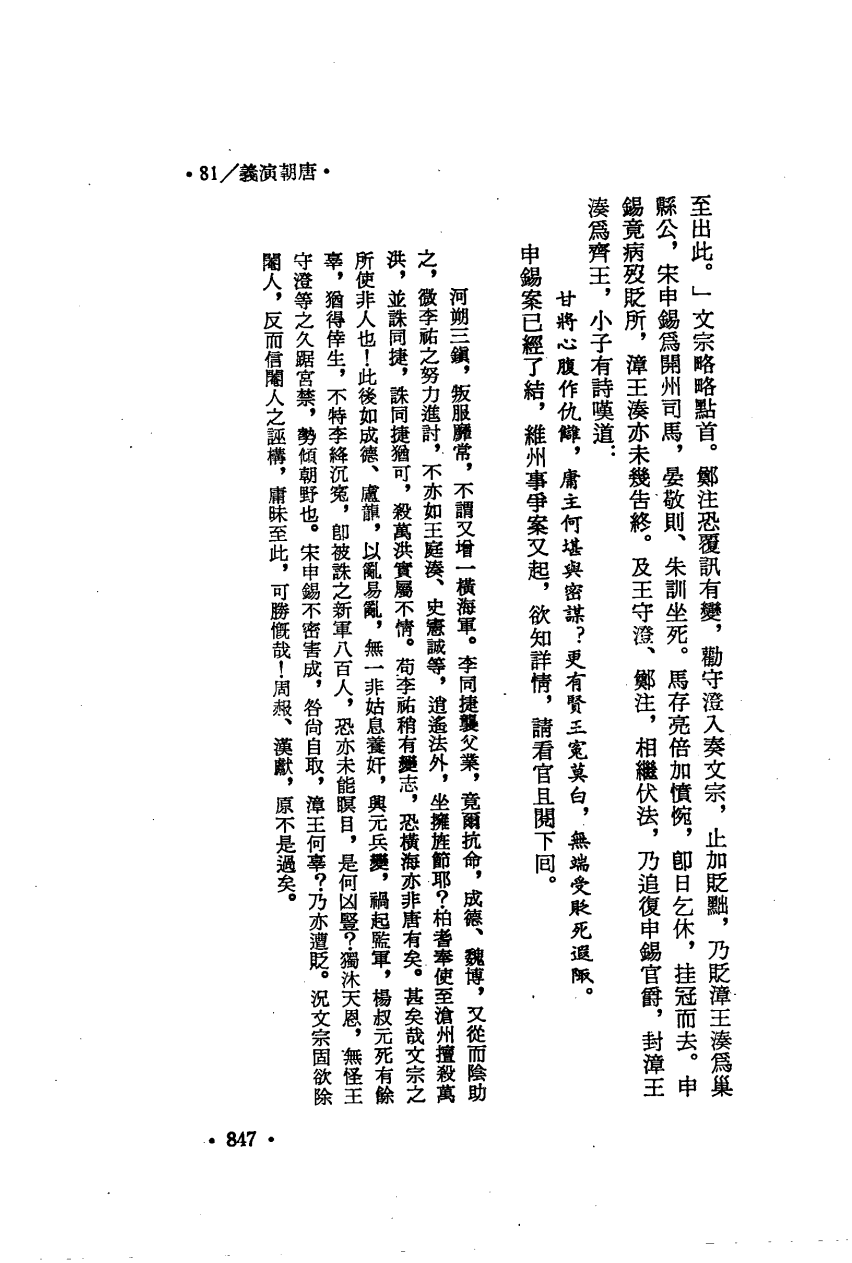 •81/義演朝唐•
至出此。」文宗略略點首。鄭注恐覆訊有變，勸守澄入奏文宗，止加貶黜，乃貶漳王湊爲巢
縣公，宋申錫爲開州司馬，晏敬則、朱訓坐死。馬存亮倍加憤惋，卽日乞休，挂冠而去。申
錫竟病歿貶所，漳王湊亦未幾告終。及王守澄、鄭注，相繼伏法，乃追復申錫官爵，封漳王
湊爲齊王，小子有詩嘆道：
甘將心腹作仇讎，庸主何堪與密謀？更有賢王寃莫白，無端受貶死遐陬。
申錫案已經了結，維州事爭案又起，欲知詳情，請看官且閱下回。
河朔三鎭，叛服靡常，不謂又增一橫海軍。李同捷襲父業，竟爾抗命，成德、魏博，又從而陰助
之，微李祐之努力進討，不亦如王庭湊、史憲誠等，逍遙法外，坐擁旌節耶？柏耆奉使至滄州擅殺萬
洪，並誅同捷，誅同捷猶可，殺萬洪實屬不情。苟李祐稍有變志，恐橫海亦非唐有矣。甚矣哉文宗之
所使非人也！此後如成德、盧龍，以亂易亂，無一非姑息養奸，興元兵變，禍起監軍，楊叔元死有餘
辜，猶得倖生，不特李絳沉寃，卽被誅之新軍八百人，恐亦未能瞑目，是何凶豎？獨沐天恩，無怪王
守澄等之久踞宮禁，勢傾朝野也。宋申錫不密害成，咎尙自取，漳王何辜？乃亦遭貶。況文宗固欲除
閹人，反而信閹人之誣構，庸昧至此，可勝慨哉！周赧、漢獻，原不是過矣。
•847•